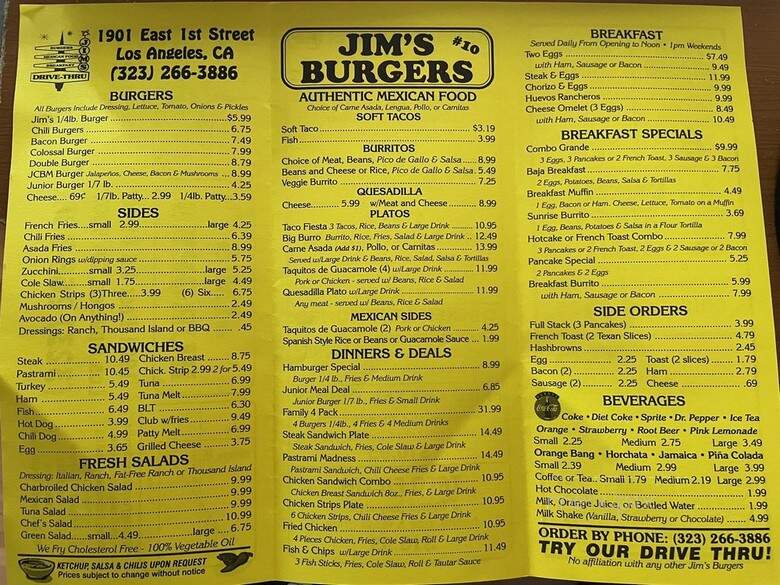 BURGERS
MEXICAN FOOD
BREAKFAST
DRIVE-THRU
JIMS
1901 East 1st Street
Los Angeles, CA
(323) 266-3886
BURGERS
All Burgers Include Dressing, Lettuce, Tomato, Onions & Pickles
Jim's 1/4lb. Burger $5.99
Chili Burgers 6.75
Bacon Burger 7.49
Colossal Burger 7.99
Double Burger 8.79
JCBM Burger Jalapeños, Cheese, Bacon & Mushrooms 8.99
Junior Burger 1/7 lb. 4.25
Cheese.... 69¢ 1/7lb. Patty... 2.99 1/4lb. Patty...3.59
SIDES
French Fries.....small 2.99 large 4.25
Chili Fries 6.39
Asada Fries 8.99
Onion Rings w/dipping sauce 5.75
Zucchini.........small 3.25 large 5.25
Cole Slaw........small 1.75 large 4.49
Chicken Strips (3)Three....3.99 (6) Six.... 6.75
Mushrooms / Hongos 2.49
Avocado (On Anything!) 2.49
Dressings: Ranch, Thousand Island or BBQ .45
SANDWICHES
Steak 10.49 Chicken Breast 8.75
Pastrami 10.45 Chick. Strip 2.99 2 for 5.49
Turkey 5.49 Tuna 6.99
Ham 5.49 Tuna Melt 7.99
Fish 6.49 BLT 6.30
Hot Dog 3.99 Club w/fries 9.49
Chili Dog 4.99 Patty Melt 6.99
Egg 3.65 Grilled Cheese 3.75
FRESH SALADS
Dressing: Italian, Ranch, Fat-Free Ranch or Thousand Island
Charbroiled Chicken Salad 9.99
Mexican Salad 9.99
Tuna Salad 9.99
Chef's Salad 10.99
Green Salad......small....4.49 large .... 6.75
We Fry Cholesterol Free - 100% Vegetable Oil
KETCHUP, SALSA & CHILIS UPON REQUEST
Prices subject to change without notice
JIM'S #10
BURGERS
AUTHENTIC MEXICAN FOOD
Choice of Carne Asada, Lengua, Pollo, or Carnitas
SOFT TACOS
Soft Taco $3.19
Fish 3.99
BURRITOS
Choice of Meat, Beans, Pico de Gallo & Salsa 8.99
Beans and Cheese or Rice, Pico de Gallo & Salsa . 5.49
Veggie Burrito 7.25
QUESADILLA
Cheese 5.99 w/Meat and Cheese 8.99
PLATOS
Taco Fiesta 3 Tacos, Rice, Beans & Large Drink 10.95
Big Burro Burrito, Rice, Fries, Salad & Large Drink .. 12.49
Carne Asada (Add $1), Pollo, or Carnitas 13.99
Served w/Large Drink w/Beans, Rice, Salad, Salsa & Tortillas
Taquitos de Guacamole (4) w/Large Drink 11.99
Pork or Chicken - served w/ Beans, Rice & Salad
Quesadilla Plato w/Large Drink 11.99
Any meat - served w/ Beans, Rice & Salad
MEXICAN SIDES
Taquitos de Guacamole (2) Pork or Chicken 4.25
Spanish Style Rice or Beans or Guacamole Sauce ... 1.99
DINNERS & DEALS
Hamburger Special 8.99
Burger 1/4 lb., Fries & Medium Drink
Junior Meal Deal 6.85
Junior Burger 1/7 lb., Fries & Small Drink
Family 4 Pack 31.99
4 Burgers 1/4lb., 4 Fries & 4 Medium Drinks
Steak Sandwich Plate 14.49
Steak Sandwich, Fries, Cole Slaw & Large Drink
Pastrami Madness 14.49
Pastrami Sandwich, Chili Cheese Fries & Large Drink
Chicken Sandwich Combo 10.95
Chicken Breast Sandwich 8oz., Fries, & Large Drink
Chicken Strips Plate 10.95
6 Chicken Strips, Chili Cheese Fries & Large Drink
Fried Chicken 10.95
4 Pieces Chicken, Fries, Cole Slaw, Roll & Large Drink
Fish & Chips w/Large Drink 11.49
3 Fish Sticks, Fries, Cole Slaw, Roll & Tautar Sauce
BREAKFAST
Served Daily From Opening to Noon • 1pm Weekends
Two Eggs $7.49
with Ham, Sausage or Bacon 9.49
Steak & Eggs 11.99
Chorizo & Eggs 9.99
Huevos Rancheros 9.99
Cheese Omelet (3 Eggs) 8.49
with Ham, Sausage or Bacon 10.49
BREAKFAST SPECIALS
Combo Grande $9.99
3 Eggs, 3 Pancakes or 2 French Toast, 3 Sausage & 3 Bacon
Baja Breakfast 7.75
2 Eggs, Potatoes, Beans, Salsa & Tortillas
Breakfast Muffin 4.49
1 Egg, Bacon or Ham. Cheese, Lettuce, Tomato on a Muffin
Sunrise Burrito 3.69
1 Egg, Beans, Potatoes & Salsa in a Flour Tortilla
Hotcake or French Toast Combo 7.99
3 Pancakes or 2 French Toast, 2 Eggs & 2 Sausage or 2 Bacon
Pancake Special 5.25
2 Pancakes & 2 Eggs
Breakfast Burrito 5.99
with Ham, Sausage or Bacon 7.99
SIDE ORDERS
Full Stack (3 Pancakes) 3.99
French Toast (2 Texan Slices) 4.79
Hashbrowns 2.45
Egg 2.25 Toast (2 slices) 1.79
Bacon (2) 2.25 Ham 2.79
Sausage (2) 2.25 Cheese .69
BEVERAGES
Coca-Cola
Coke • Diet Coke • Sprite • Dr. Pepper • Ice Tea
Orange • Strawberry • Root Beer • Pink Lemonade
Small 2.25 Medium 2.75 Large 3.49
Orange Bang • Horchata • Jamaica • Piña Colada
Small 2.39 Medium 2.99 Large 3.99
Coffee or Tea.. Small 1.79 Medium 2.19 Large 2.99
Hot Chocolate 1.99
Milk, Orange Juice, or Bottled Water 1.99
Milk Shake (Vanilla, Strawberry or Chocolate) 4.99
ORDER BY PHONE: (323) 266-3886
TRY OUR DRIVE THRU!
No affiliation with any other Jim's Burgers